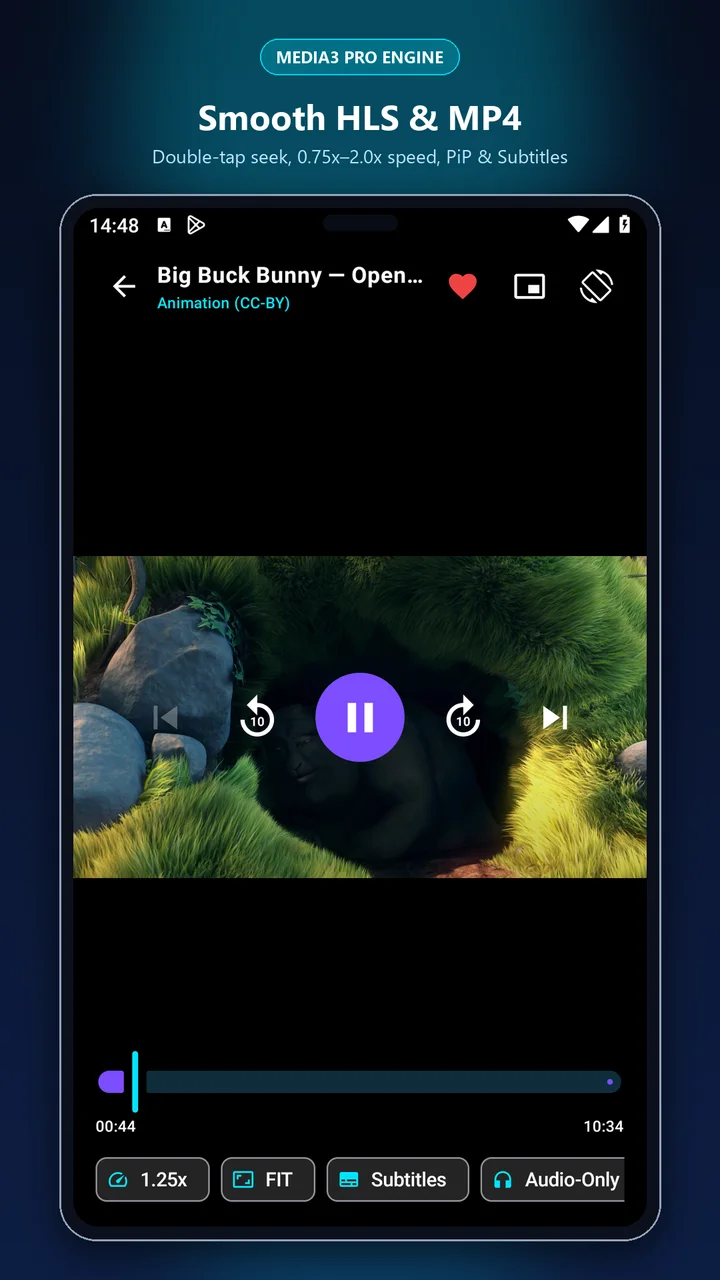 MEDIA3 PRO ENGINE
Smooth HLS & MP4
Double-tap seek, 0.75x–2.0x speed, PiP & Subtitles
14:48 A
Big Buck Bunny — Open…
Animation (CC-BY)
10 10
00:44 10:34
1.25x FIT Subtitles Audio-Only